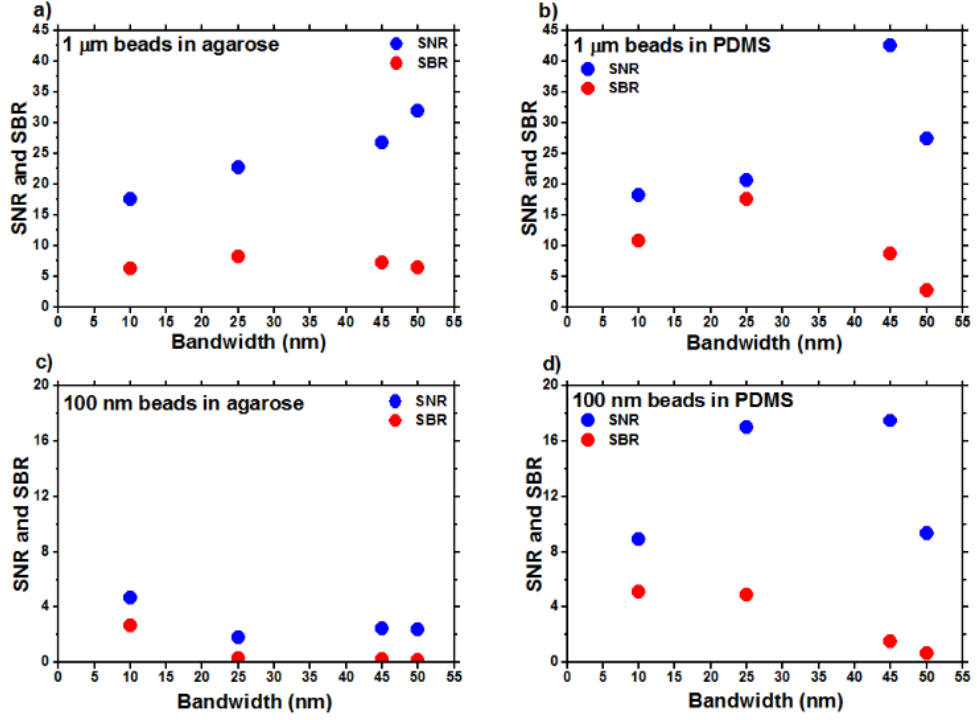 a)
1 μm beads in agarose
SNR
SBR
SNR and SBR
45
40
35
30
25
20
15
10
5
0
0 5 10 15 20 25 30 35 40 45 50 55
Bandwidth (nm)
b)
1 μm beads in PDMS
SNR
SBR
SNR and SBR
45
40
35
30
25
20
15
10
5
0
0 5 10 15 20 25 30 35 40 45 50 55
Bandwidth (nm)
c)
100 nm beads in agarose
SNR
SBR
SNR and SBR
20
16
12
8
4
0
0 5 10 15 20 25 30 35 40 45 50 55
Bandwidth (nm)
d)
100 nm beads in PDMS
SNR
SBR
SNR and SBR
20
16
12
8
4
0
0 5 10 15 20 25 30 35 40 45 50 55
Bandwidth (nm)